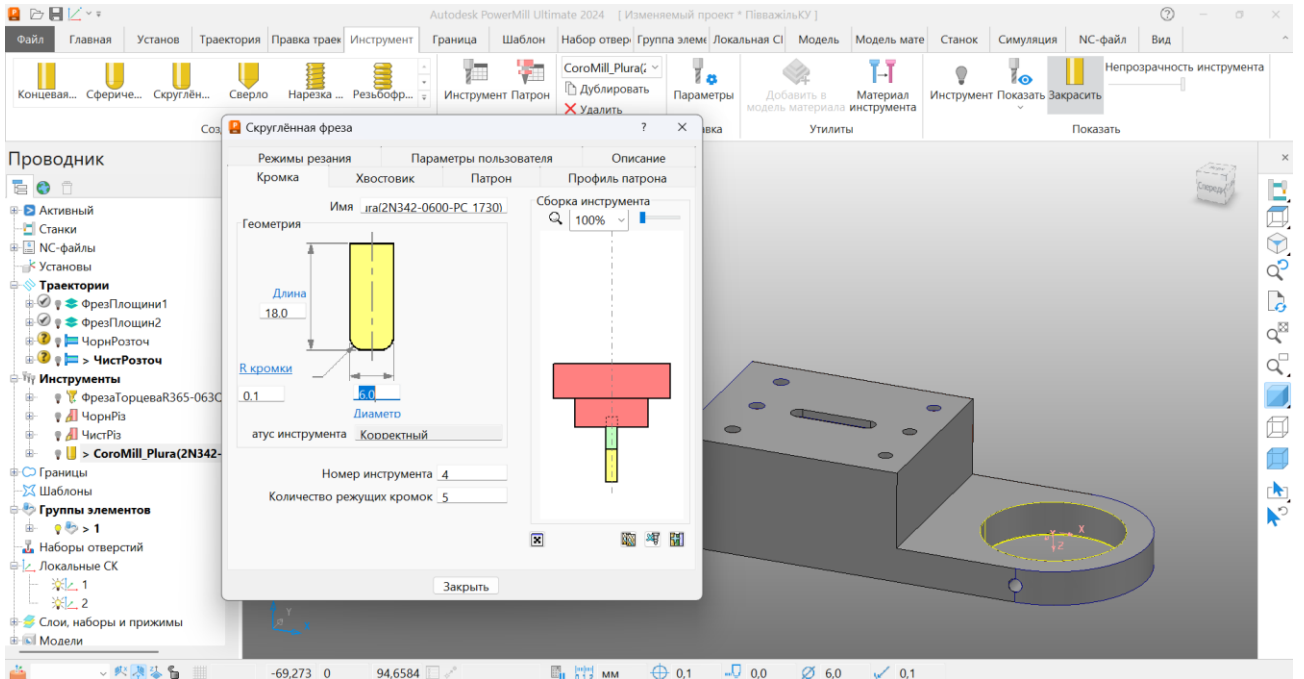 Autodesk PowerMill Ultimate 2024 [ Изменяемый проект * ПівважільКУ ]
Файл Главная Установ Траектория Правка траек Инструмент Граница Шаблон Набор отвер Группа элеме Локальная СІ Модель Модель мате Станок Симуляция NC-файл Вид
CoroMill_Plura(2 Непрозрачность инструмента
Дублировать
Концевая... Сфериче... Скруглён... Сверло Нарезка ... Резьбофр... Инструмент Патрон Параметры Добавить в модель материала Материал инструмента Инструмент Показать Закрасить
Удалить
Соз вка Утилиты Показать
Скруглённая фреза ? ×
Проводник
Режимы резания Параметры пользователя Описание
Кромка Хвостовик Патрон Профиль патрона
Имя ıra(2N342-0600-PC 1730)
Сборка инструмента
100%
Геометрия
Длина
18.0
R кромки
0.1 6.0
Диаметр
атус инструмента Корректный
Номер инструмента 4
Количество режущих кромок 5
Закрыть
Активный
Станки
NC-файлы
Установы
Траектории
ФрезПлощини1
ФрезПлощин2
ЧорнРозточ
> ЧистРозточ
Инструменты
ФрезаТорцеваR365-063Q
ЧорнРіз
ЧистРіз
> CoroMill_Plura(2N342-
Границы
Шаблоны
Группы элементов
> 1
Наборы отверстий
Локальные СК
1
2
Слои, наборы и прижимы
Модели
Спереди
X
Z
Y
-69,273 0 94,6584 мм 0,1 0,0 6,0 0,1